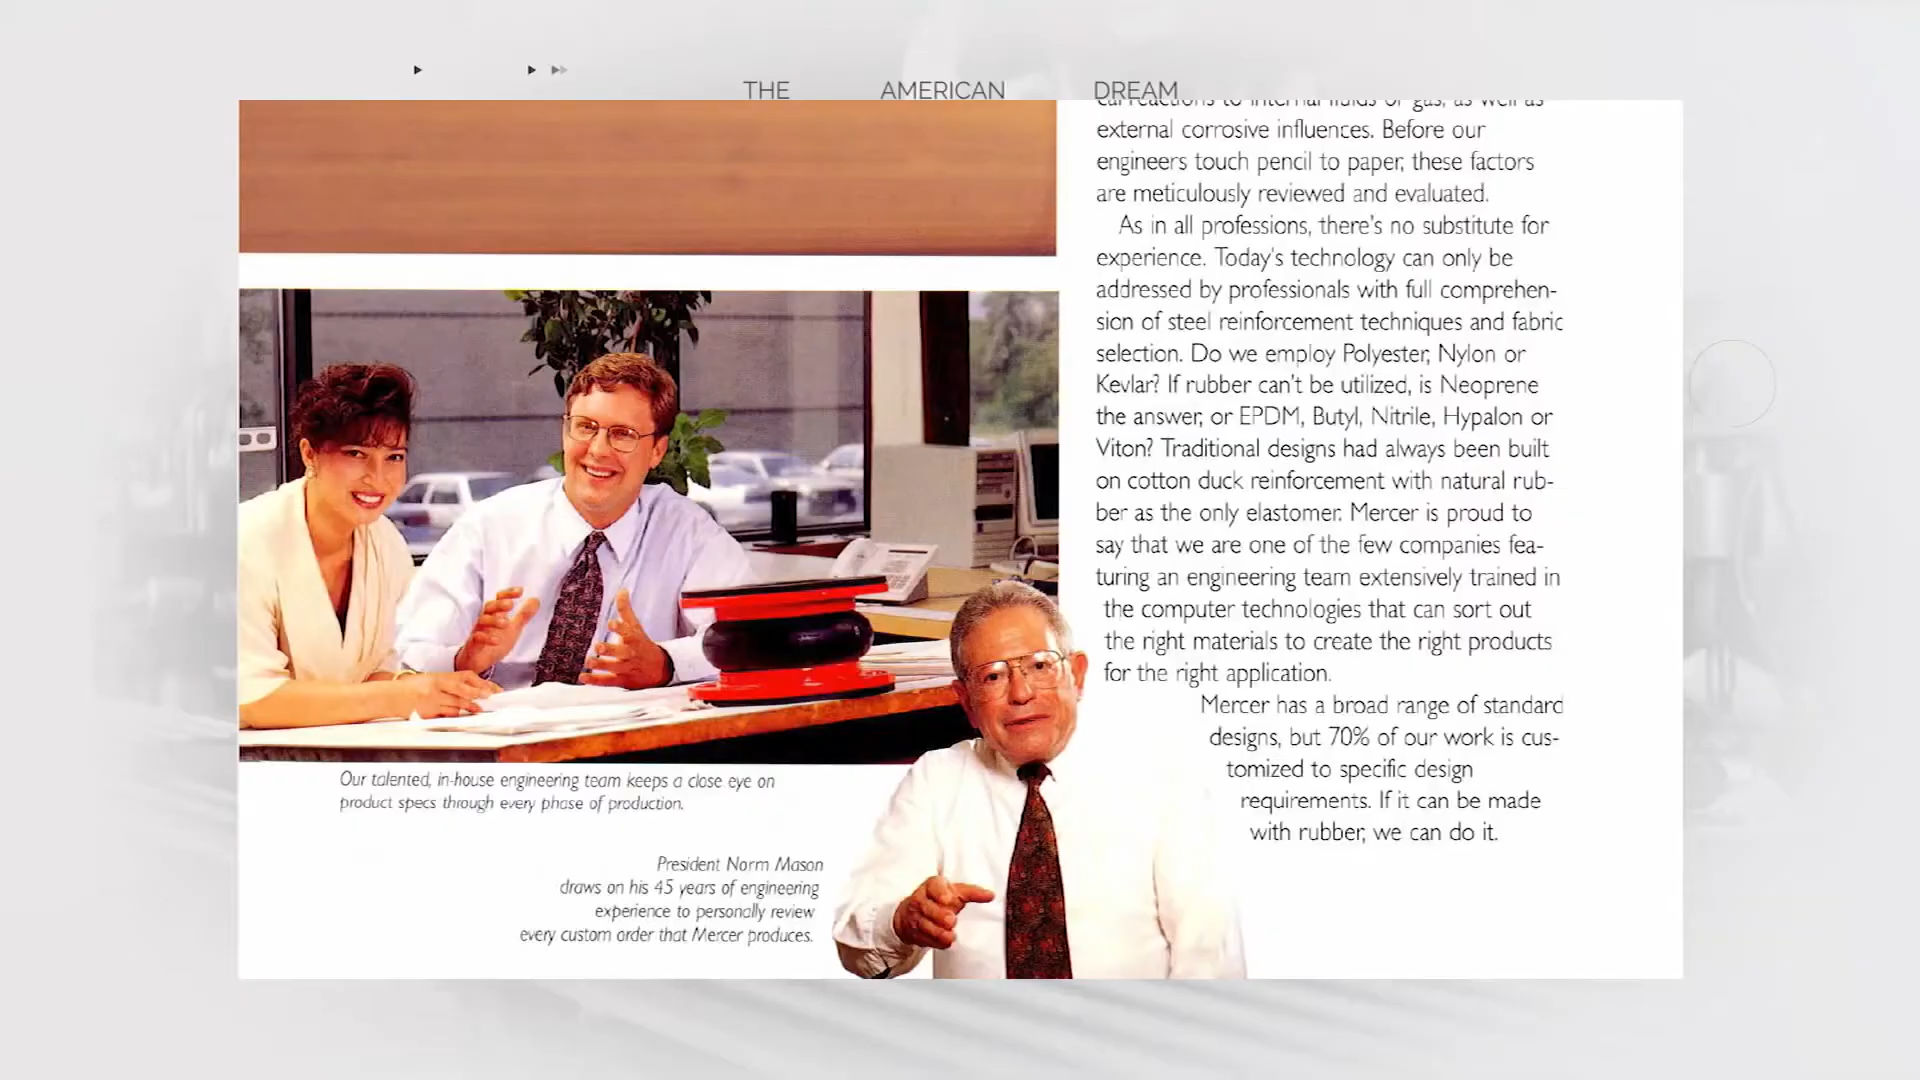 THE AMERICAN DREAM
cal reactions to internal fluids or gas, as well as
external corrosive influences. Before our
engineers touch pencil to paper, these factors
are meticulously reviewed and evaluated.
As in all professions, there's no substitute for
experience. Today's technology can only be
addressed by professionals with full comprehen-
sion of steel reinforcement techniques and fabric
selection. Do we employ Polyester, Nylon or
Kevlar? If rubber can't be utilized, is Neoprene
the answer, or EPDM, Butyl, Nitrile, Hypalon or
Viton? Traditional designs had always been built
on cotton duck reinforcement with natural rub-
ber as the only elastomer. Mercer is proud to
say that we are one of the few companies fea-
turing an engineering team extensively trained in
the computer technologies that can sort out
the right materials to create the right products
for the right application.
Mercer has a broad range of standard
designs, but 70% of our work is cus-
tomized to specific design
requirements. If it can be made
with rubber, we can do it.
Our talented, in-house engineering team keeps a close eye on
product specs through every phase of production.
President Norm Mason
draws on his 45 years of engineering
experience to personally review
every custom order that Mercer produces.